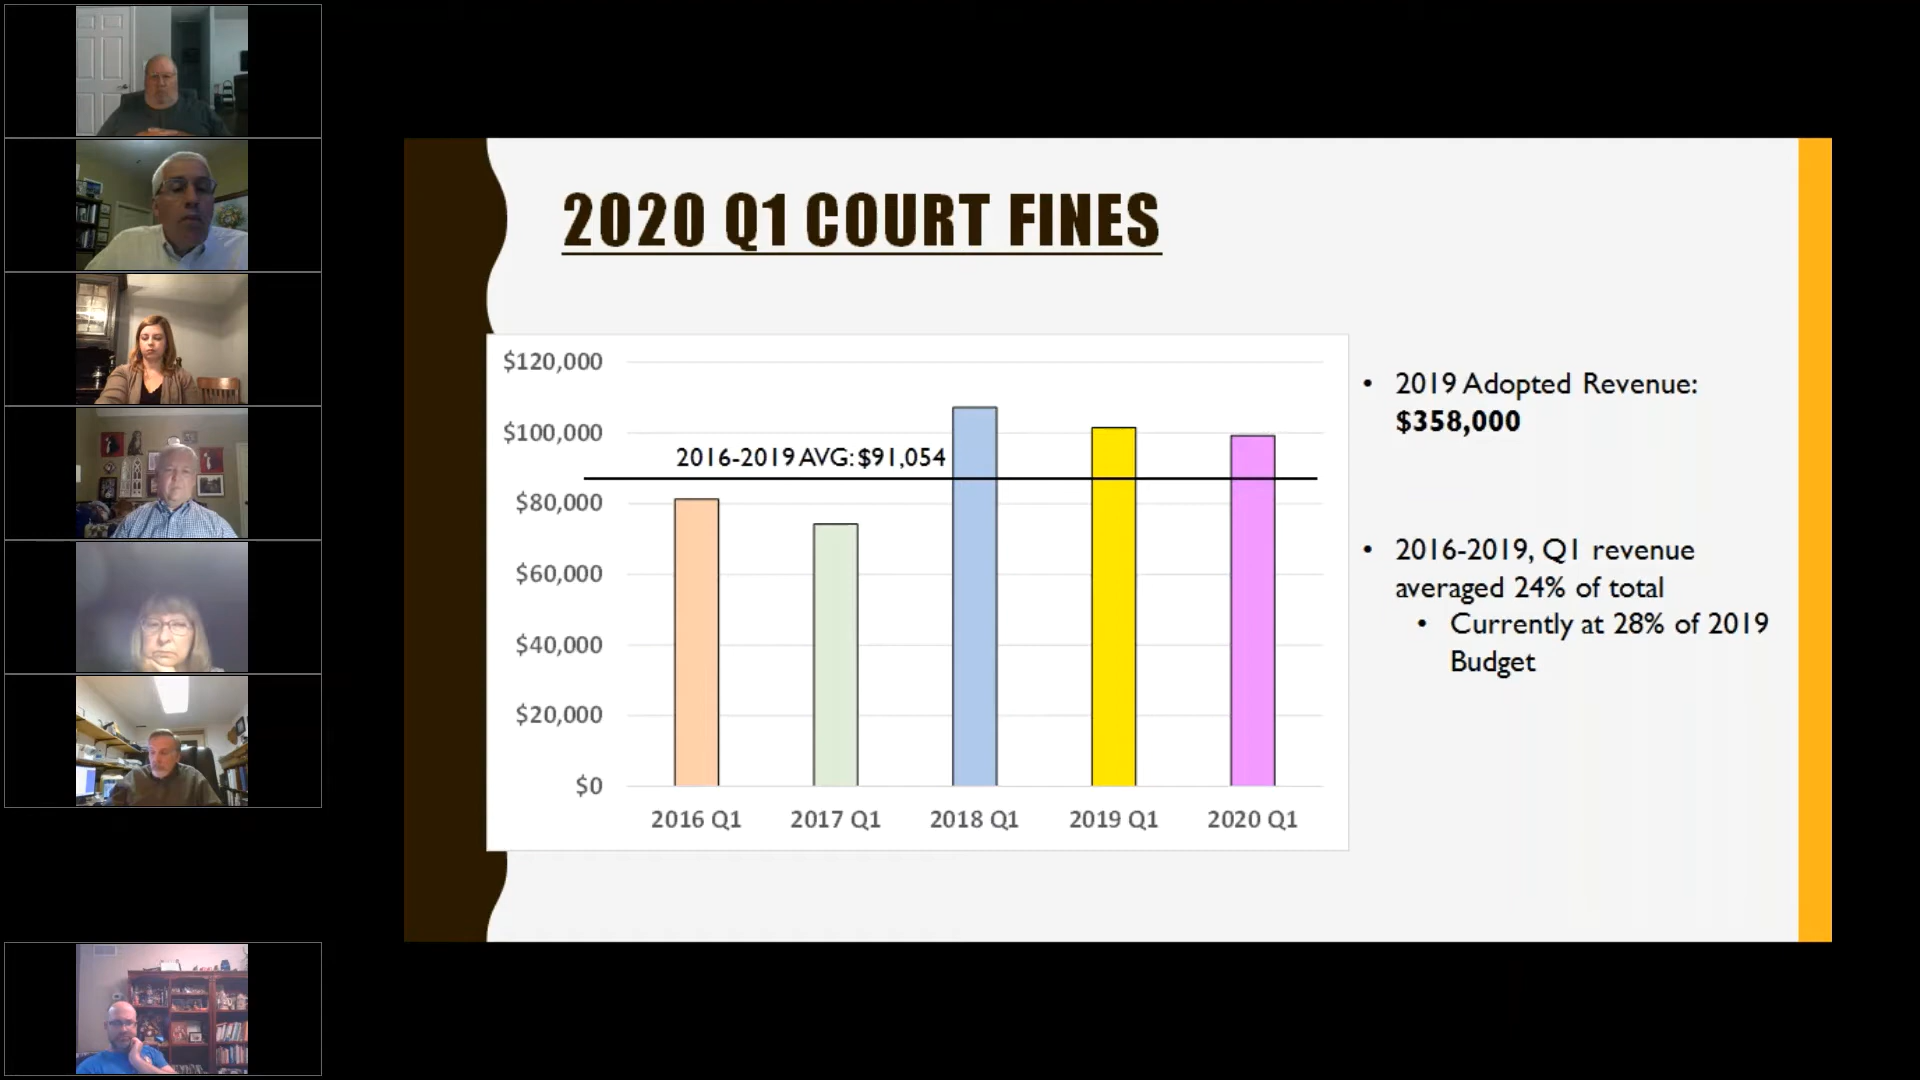 2020 Q1 COURT FINES
$120,000
$100,000
$80,000
$60,000
$40,000
$20,000
$0
2016-2019 AVG: $91,054
2016 Q1
2017 Q1
2018 Q1
2019 Q1
2020 Q1
• 2019 Adopted Revenue:
$358,000
• 2016-2019, Q1 revenue
averaged 24% of total
• Currently at 28% of 2019
Budget